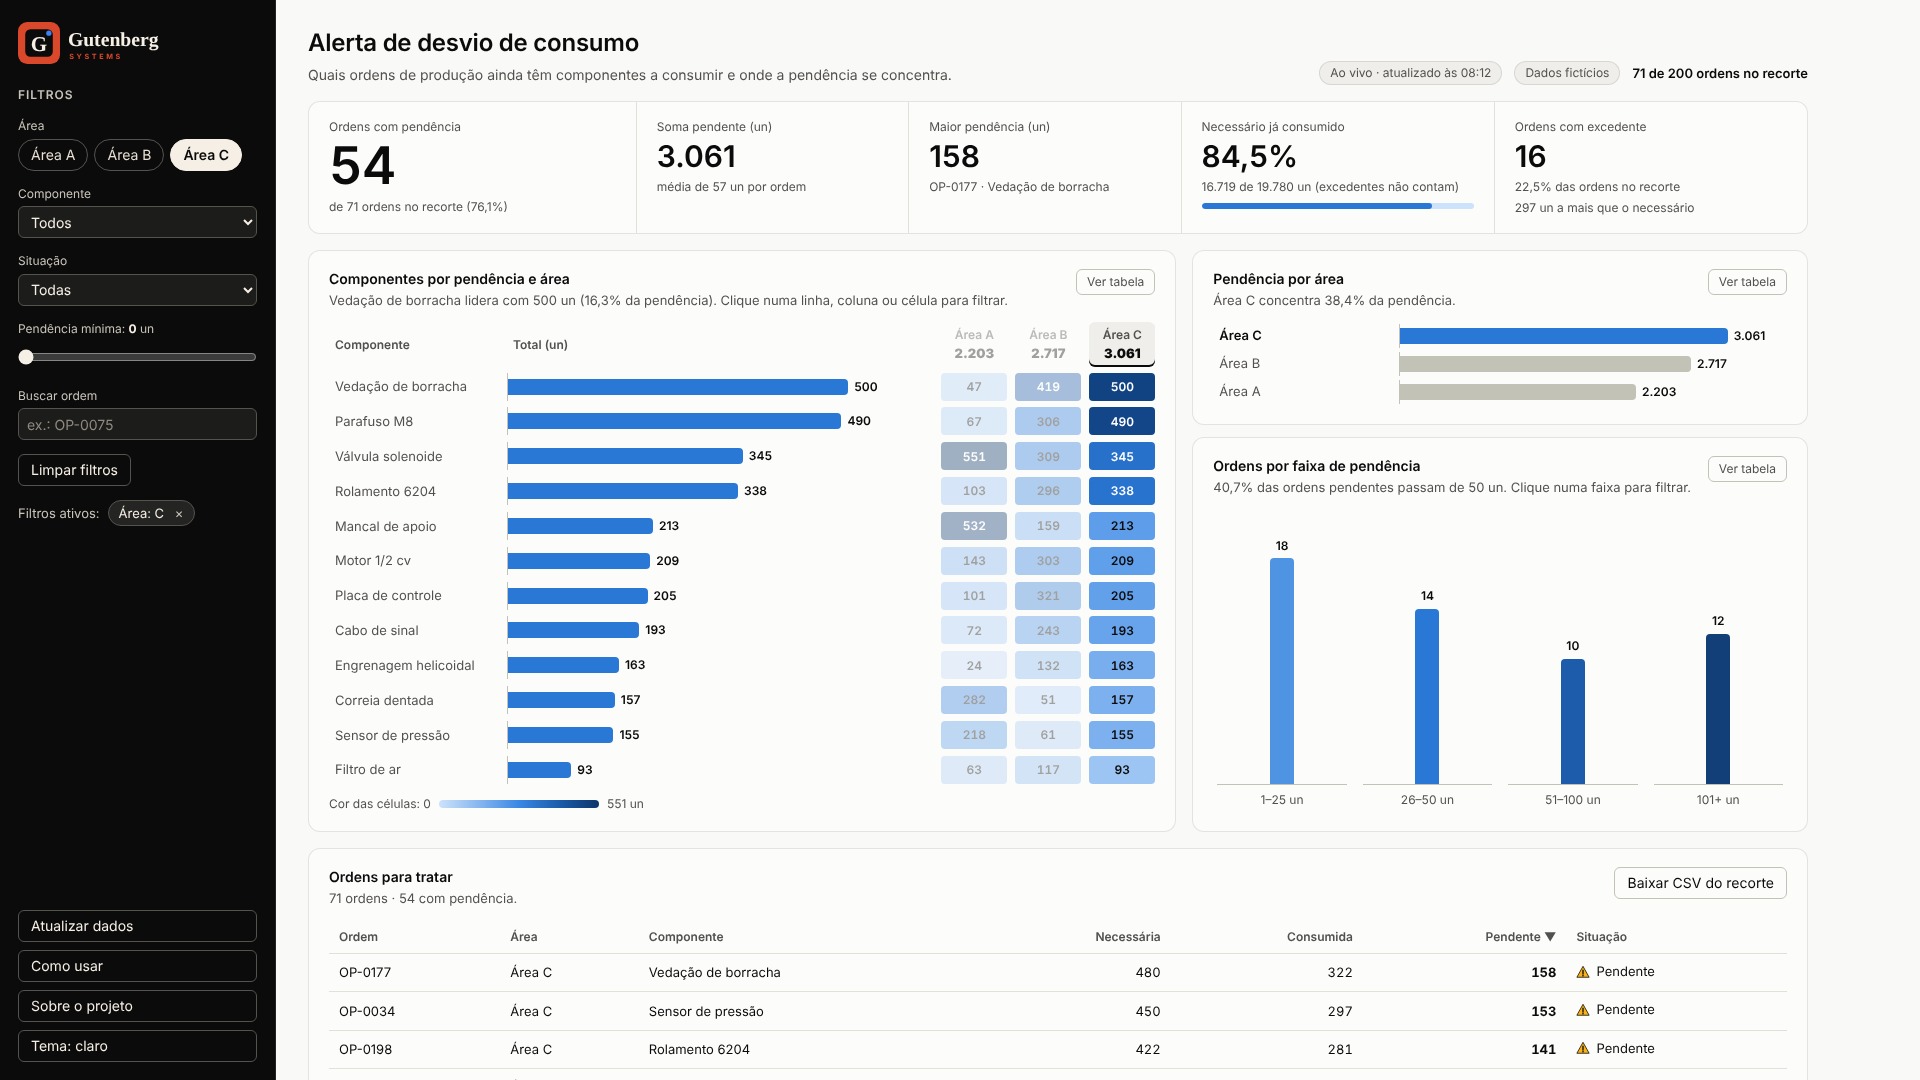 Gutenberg
SYSTEMS
FILTROS
Área
Área A
Área B
Área C
Componente
Todos
Situação
Todas
Pendência mínima: 0 un
Buscar ordem
ex.: OP-0075
Limpar filtros
Filtros ativos: Área: C ×
Atualizar dados
Como usar
Sobre o projeto
Tema: claro
Alerta de desvio de consumo
Quais ordens de produção ainda têm componentes a consumir e onde a pendência se concentra.
Ao vivo · atualizado às 08:12
Dados fictícios
71 de 200 ordens no recorte
Ordens com pendência
54
de 71 ordens no recorte (76,1%)
Soma pendente (un)
3.061
média de 57 un por ordem
Maior pendência (un)
158
OP-0177 · Vedação de borracha
Necessário já consumido
84,5%
16.719 de 19.780 un (excedentes não contam)
Ordens com excedente
16
22,5% das ordens no recorte
297 un a mais que o necessário
Componentes por pendência e área
Vedação de borracha lidera com 500 un (16,3% da pendência). Clique numa linha, coluna ou célula para filtrar.
Ver tabela
Componente Total (un) Área A 2.203 Área B 2.717 Área C 3.061
Vedação de borracha 500 47 419 500
Parafuso M8 490 67 306 490
Válvula solenoide 345 551 309 345
Rolamento 6204 338 103 296 338
Mancal de apoio 213 532 159 213
Motor 1/2 cv 209 143 303 209
Placa de controle 205 101 321 205
Cabo de sinal 193 72 243 193
Engrenagem helicoidal 163 24 132 163
Correia dentada 157 282 51 157
Sensor de pressão 155 218 61 155
Filtro de ar 93 63 117 93
Cor das células: 0 551 un
Pendência por área
Área C concentra 38,4% da pendência.
Ver tabela
Área C 3.061
Área B 2.717
Área A 2.203
Ordens por faixa de pendência
40,7% das ordens pendentes passam de 50 un. Clique numa faixa para filtrar.
Ver tabela
18
14
10
12
1–25 un
26–50 un
51–100 un
101+ un
Ordens para tratar
71 ordens · 54 com pendência.
Baixar CSV do recorte
Ordem Área Componente Necessária Consumida Pendente ▼ Situação
OP-0177 Área C Vedação de borracha 480 322 158 Pendente
OP-0034 Área C Sensor de pressão 450 297 153 Pendente
OP-0198 Área C Rolamento 6204 422 281 141 Pendente